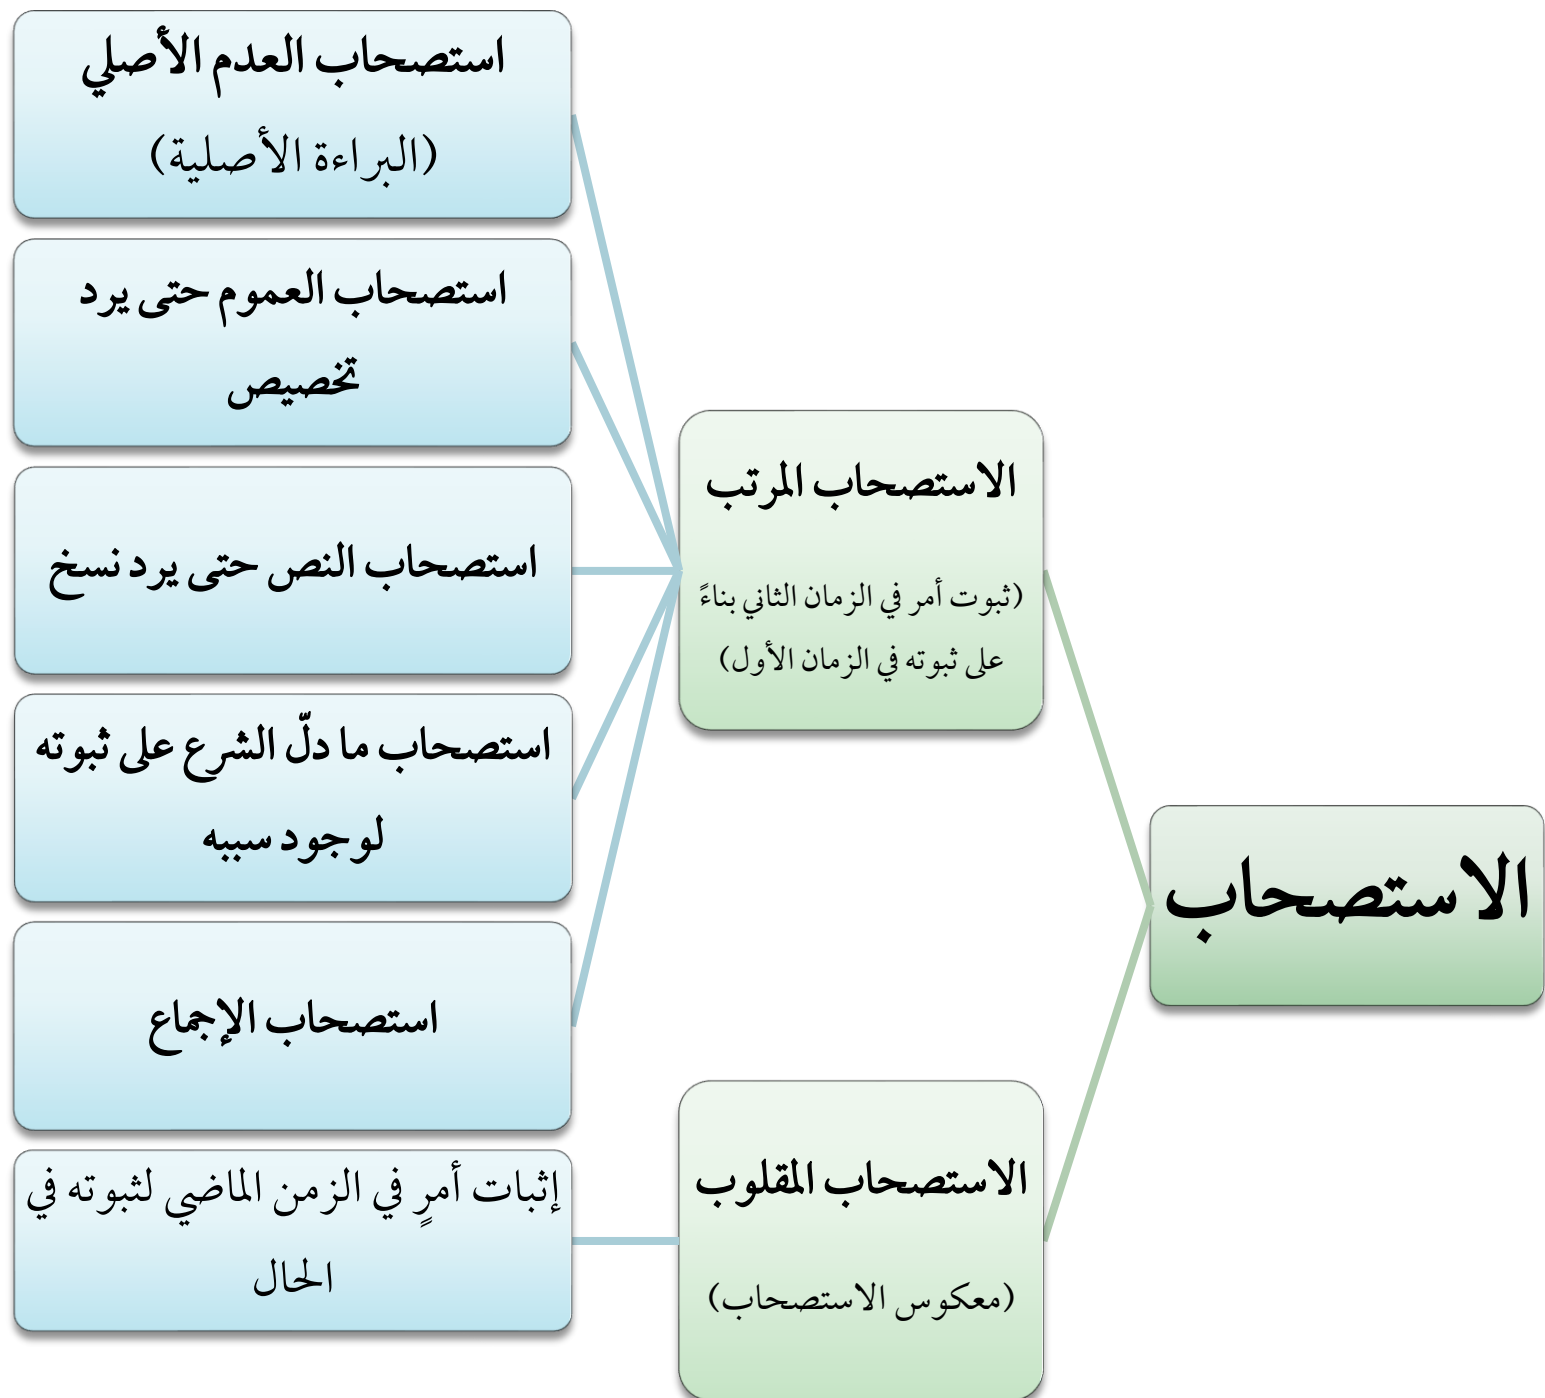 الاستصحاب
الاستصحاب المرتب
(ثبوت أمر في الزمان الثاني بناءً
على ثبوته في الزمان الأول)
استصحاب العدم الأصلي
(البراءة الأصلية)
استصحاب العموم حتى يرد
تخصيص
استصحاب النص حتى يرد نسخ
استصحاب ما دلّ الشرع على ثبوته
لوجود سببه
استصحاب الإجماع
الاستصحاب المقلوب
(معكوس الاستصحاب)
إثبات أمرٍ في الزمن الماضي لثبوته في
الحال